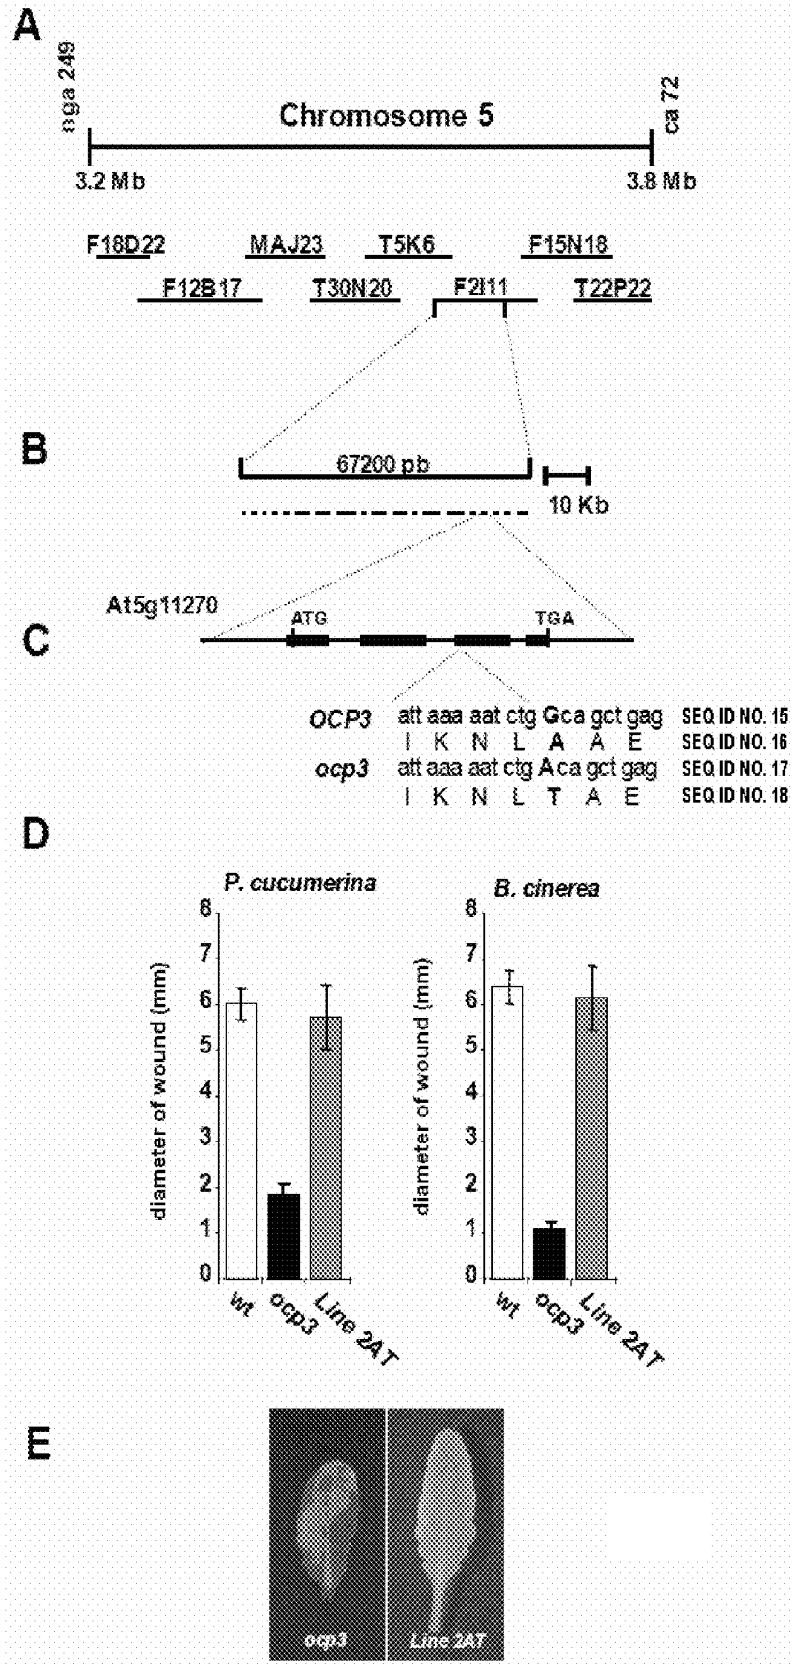 A
nga 249
ca 72
Chromosome 5
3.2 Mb
3.8 Mb
F18D22
MAJ23
T5K6
F15N18
F12B17
T30N20
F2I11
T22P22
B
67200 pb
10 Kb
At5g11270
C
ATG
TGA
OCP3 att aaa aat ctg Gca gct gag SEQ ID NO. 15
I K N L A A E SEQ ID NO. 16
ocp3 att aaa aat ctg Aca gct gag SEQ ID NO. 17
I K N L T A E SEQ ID NO. 18
D
P. cucumerina
diameter of wound (mm)
8
7
6
5
4
3
2
1
0
wt
ocp3
Line 2AT
B. cinerea
diameter of wound (mm)
8
7
6
5
4
3
2
1
0
wt
ocp3
Line 2AT
E
ocp3
Line 2AT